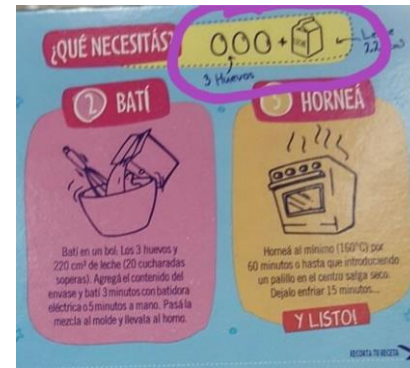 ¿QUÉ NECESITÁS?
3 Huevos
2 BATÍ
Batí en un bol: Los 3 huevos y
220 cm³ de leche (20 cucharadas
soperas). Agregá el contenido del
envase y batí 3 minutos con batidora
eléctrica o 5 minutos a mano. Pasá la
mezcla al molde y llevala al horno.
3 HORNEÁ
Horneá al mínimo (160°C) por
60 minutos o hasta que introduciendo
un palillo en el centro salga seco.
Dejalo enfriar 15 minutos...
Y LISTO!
RECORTA TU RECETA